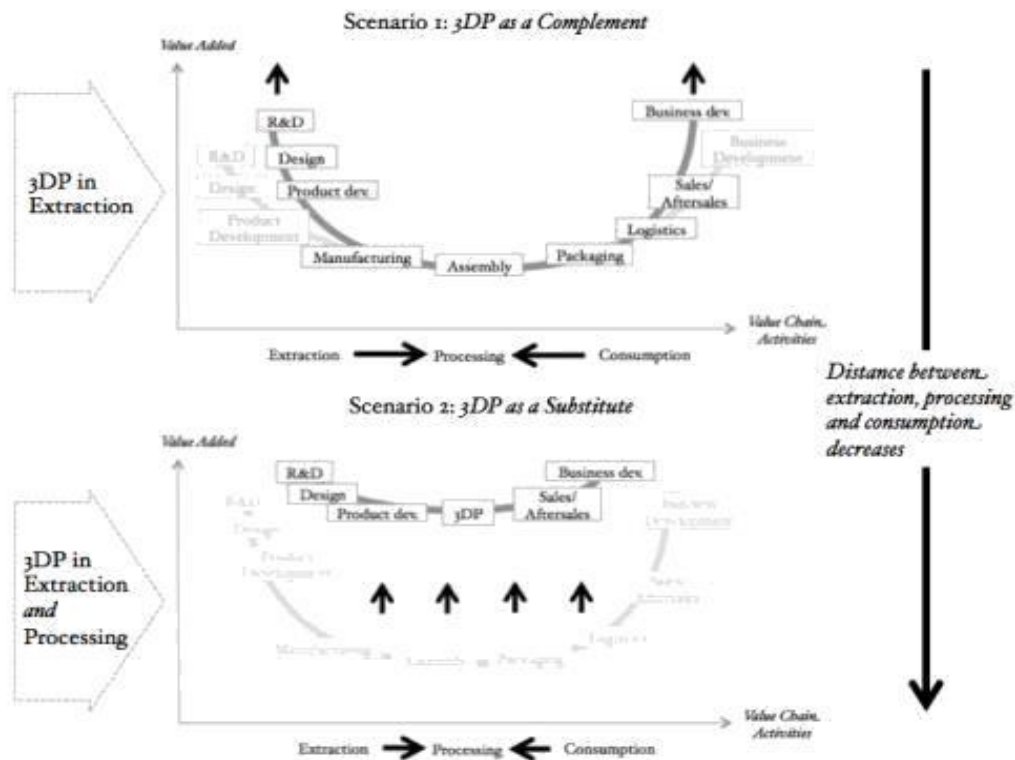 Scenario 1: 3DP as a Complement
Value Added
R&D
Business dev.
Design
R&D
Business
Development
Product dev.
Design
Sales/
Aftersales
Product
Development
Logistics
Manufacturing
Assembly
Packaging
3DP in
Extraction
Value Chain
Activities
Extraction
Processing
Consumption
Distance between
extraction, processing
and consumption
decreases
Scenario 2: 3DP as a Substitute
Value Added
R&D
Business dev.
Design
Product dev.
3DP
Sales/
Aftersales
R&D
Design
Product
3DP in
Extraction
and
Processing
Value Chain
Activities
Extraction
Processing
Consumption